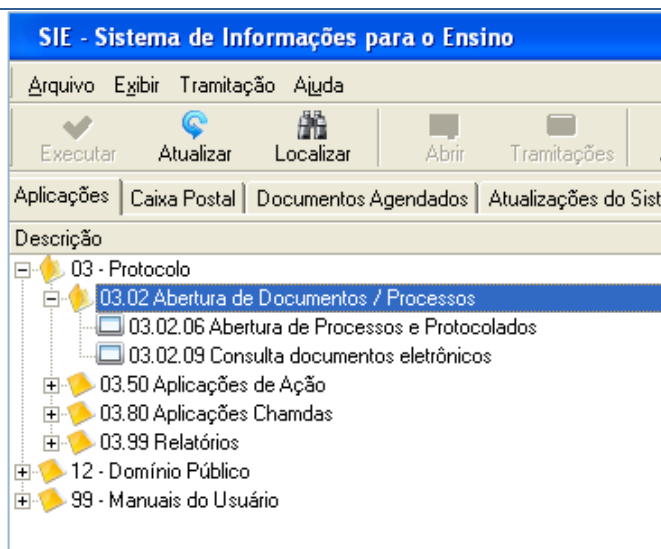 SIE - Sistema de Informações para o Ensino
Arquivo Exibir Tramitação Ajuda
Executar Atualizar Localizar Abrir Tramitações
Aplicações Caixa Postal Documentos Agendados Atualizações do
Descrição
03 - Protocolo
03.02 Abertura de Documentos / Processos
03.02.06 Abertura de Processos e Protocolados
03.02.09 Consulta documentos eletrônicos
03.50 Aplicações de Ação
03.80 Aplicações Chamdas
03.99 Relatórios
12 - Domínio Público
99 - Manuais do Usuário